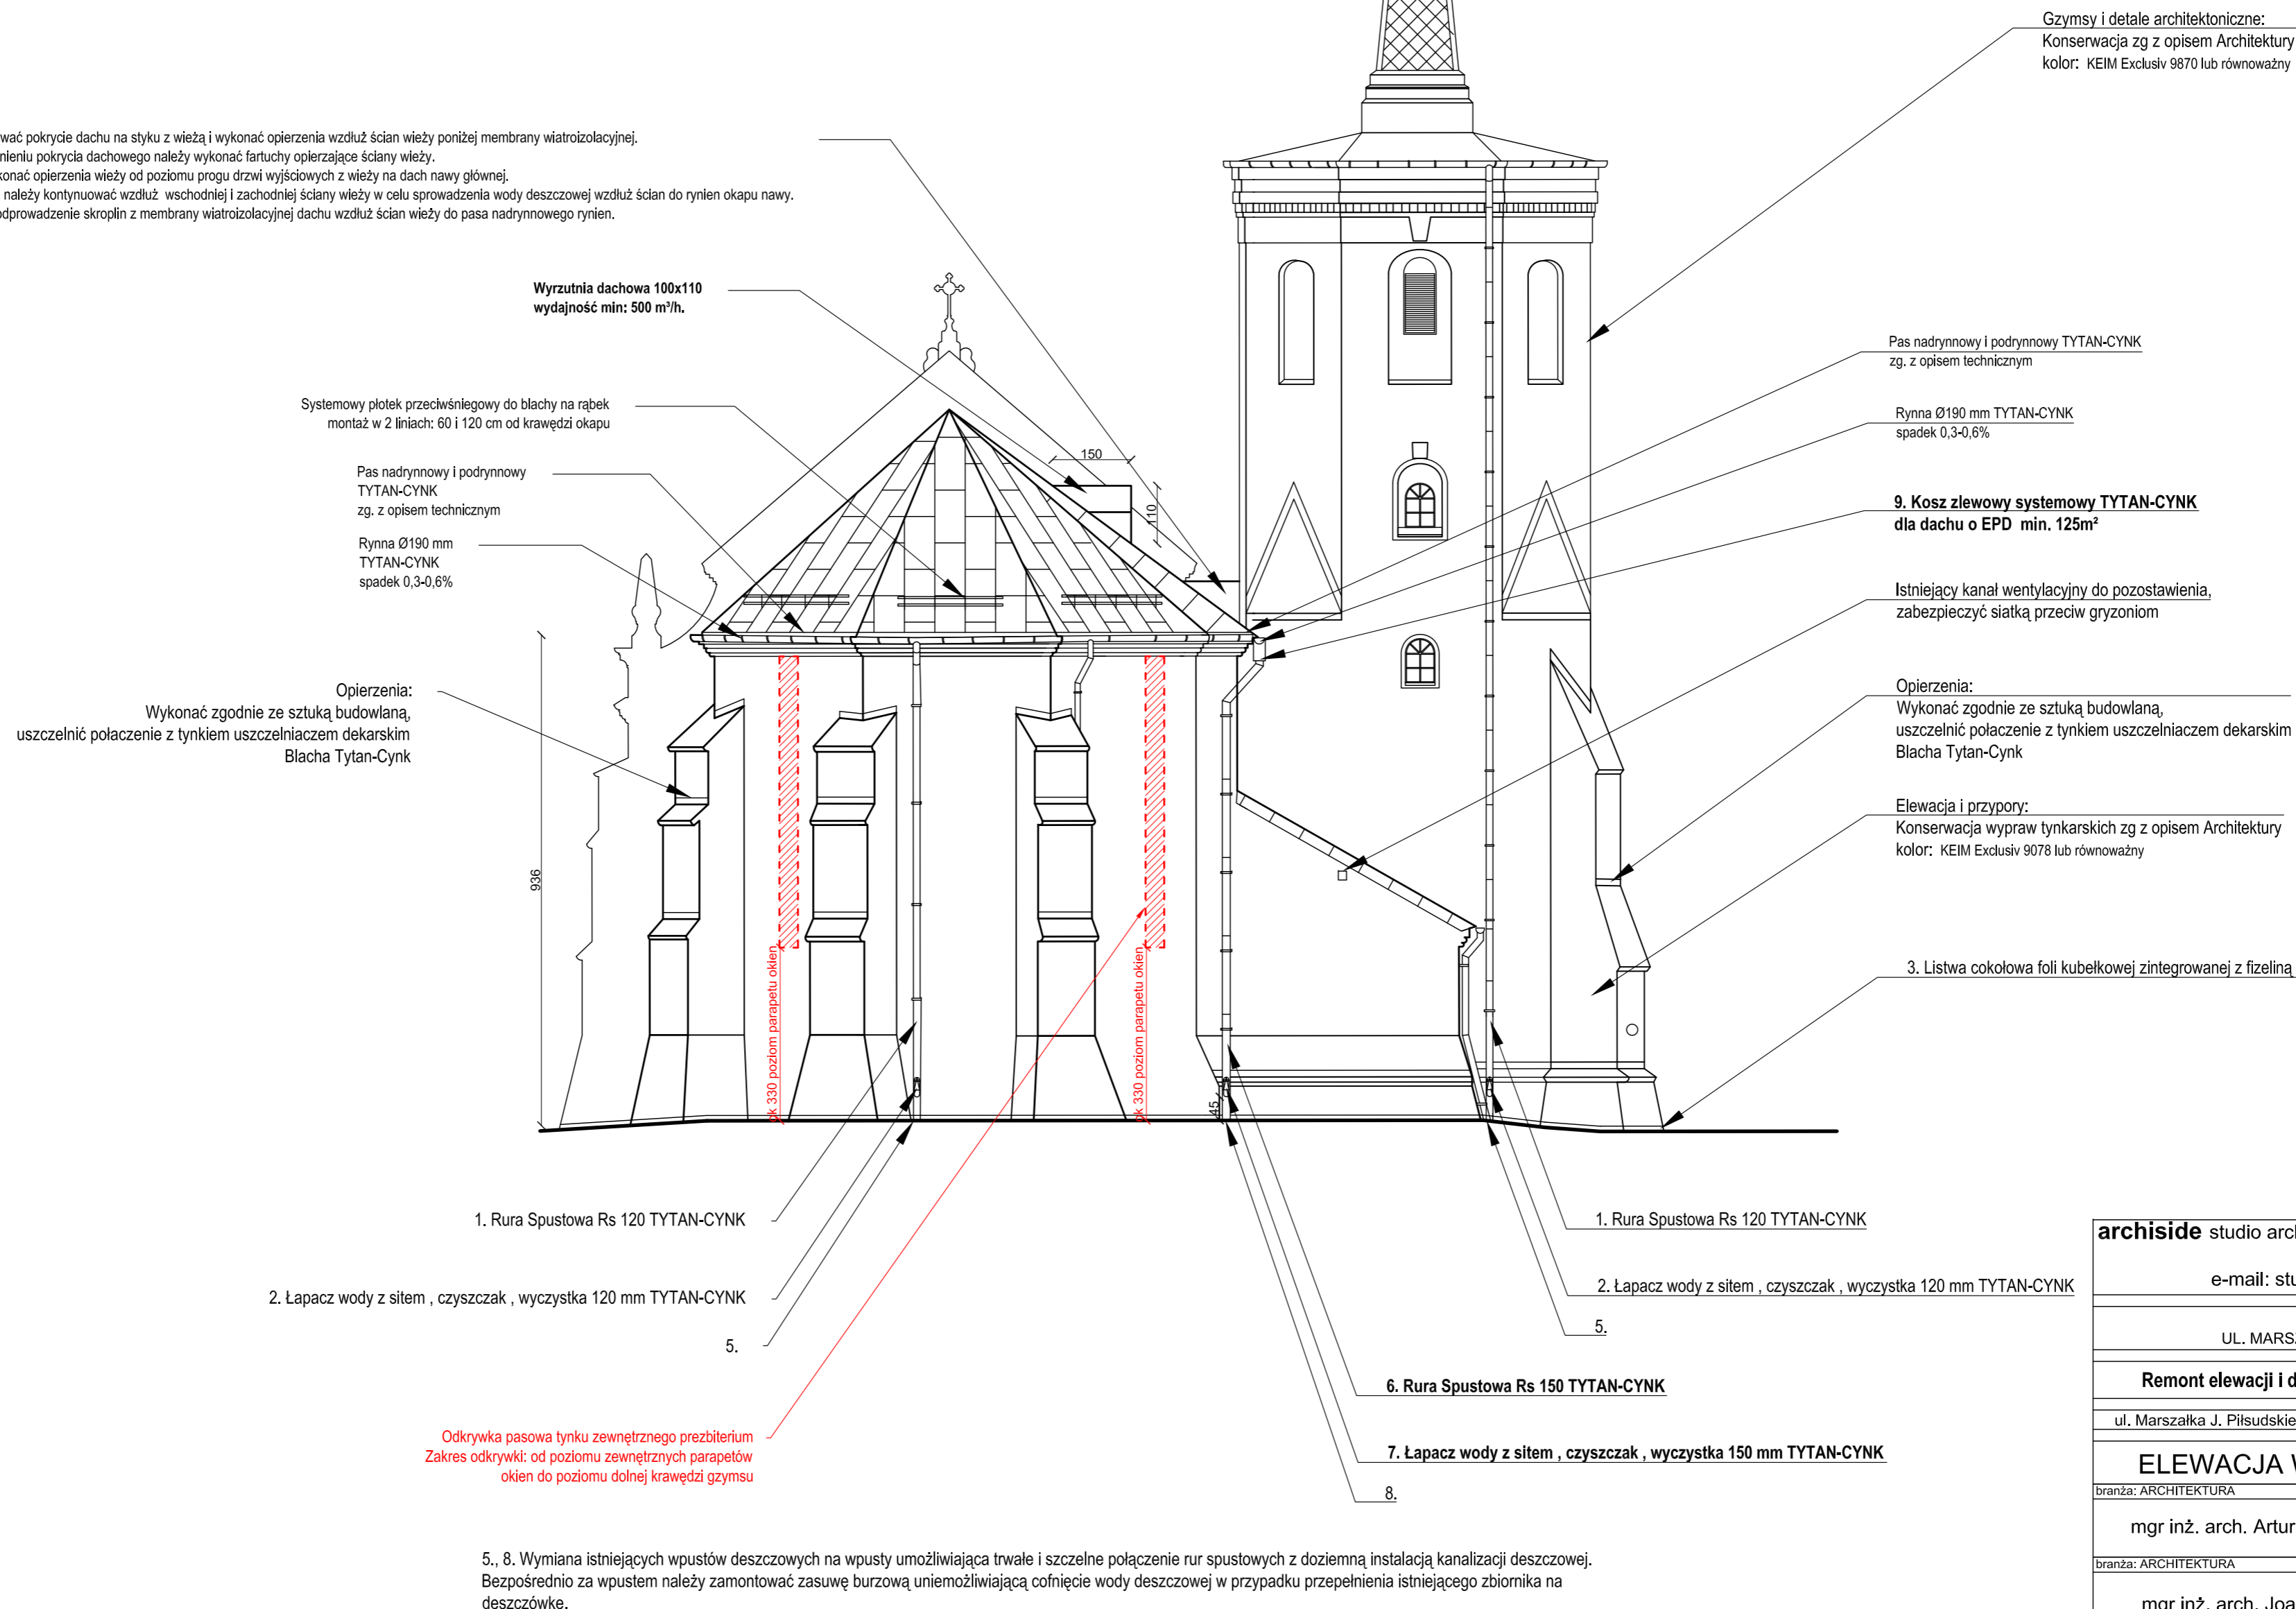 Gzymsy i detale architektoniczne:
Konserwacja zg z opisem Architektury
kolor: KEIM Exclusiv 9870 lub równoważny
wać pokrycie dachu na styku z wieżą i wykonać opierzenia wzdłuż ścian wieży poniżej membrany wiatroizolacyjnej.
nieniu pokrycia dachowego należy wykonać fartuchy opierzające ściany wieży.
konać opierzenia wieży od poziomu progu drzwi wyjściowych z wieży na dach nawy głównej.
należy kontynuować wzdłuż wschodniej i zachodniej ściany wieży w celu sprowadzenia wody deszczowej wzdłuż ścian do rynien okapu nawy.
odprowadzenie skroplin z membrany wiatroizolacyjnej dachu wzdłuż ścian wieży do pasa nadrynnowego rynien.
Wyrzutnia dachowa 100x110
wydajność min: 500 m³/h.
Systemowy płotek przeciwśniegowy do blachy na rąbek
montaż w 2 liniach: 60 i 120 cm od krawędzi okapu
Pas nadrynnowy i podrynnowy
TYTAN-CYNK
zg. z opisem technicznym
Rynna Ø190 mm
TYTAN-CYNK
spadek 0,3-0,6%
150
110
Pas nadrynnowy i podrynnowy TYTAN-CYNK
zg. z opisem technicznym
Rynna Ø190 mm TYTAN-CYNK
spadek 0,3-0,6%
9. Kosz zlewowy systemowy TYTAN-CYNK
dla dachu o EPD min. 125m²
Istniejący kanał wentylacyjny do pozostawienia,
zabezpieczyć siatką przeciw gryzoniom
Opierzenia:
Wykonać zgodnie ze sztuką budowlaną,
uszczelnić połaczenie z tynkiem uszczelniaczem dekarskim
Blacha Tytan-Cynk
Opierzenia:
Wykonać zgodnie ze sztuką budowlaną,
uszczelnić połaczenie z tynkiem uszczelniaczem dekarskim
Blacha Tytan-Cynk
Elewacja i przypory:
Konserwacja wypraw tynkarskich zg z opisem Architektury
kolor: KEIM Exclusiv 9078 lub równoważny
936
ok 330 poziom parapetu okien
ok 330 poziom parapetu okien
45
3. Listwa cokołowa foli kubełkowej zintegrowanej z fizeliną
1. Rura Spustowa Rs 120 TYTAN-CYNK
2. Łapacz wody z sitem , czyszczak , wyczystka 120 mm TYTAN-CYNK
5.
1. Rura Spustowa Rs 120 TYTAN-CYNK
2. Łapacz wody z sitem , czyszczak , wyczystka 120 mm TYTAN-CYNK
5.
6. Rura Spustowa Rs 150 TYTAN-CYNK
7. Łapacz wody z sitem , czyszczak , wyczystka 150 mm TYTAN-CYNK
8.
Odkrywka pasowa tynku zewnętrznego prezbiterium
Zakres odkrywki: od poziomu zewnętrznych parapetów
okien do poziomu dolnej krawędzi gzymsu
5., 8. Wymiana istniejących wpustów deszczowych na wpusty umożliwiająca trwałe i szczelne połączenie rur spustowych z doziemną instalacją kanalizacji deszczowej.
Bezpośrednio za wpustem należy zamontować zasuwę burzową uniemożliwiającą cofnięcie wody deszczowej w przypadku przepełnienia istniejącego zbiornika na
deszczówkę.
archiside studio arc
e-mail: stu
UL. MARS
Remont elewacji i d
ul. Marszałka J. Piłsudskie
ELEWACJA
branża: ARCHITEKTURA
mgr inż. arch. Artur
branża: ARCHITEKTURA
mgr inż. arch. Joa